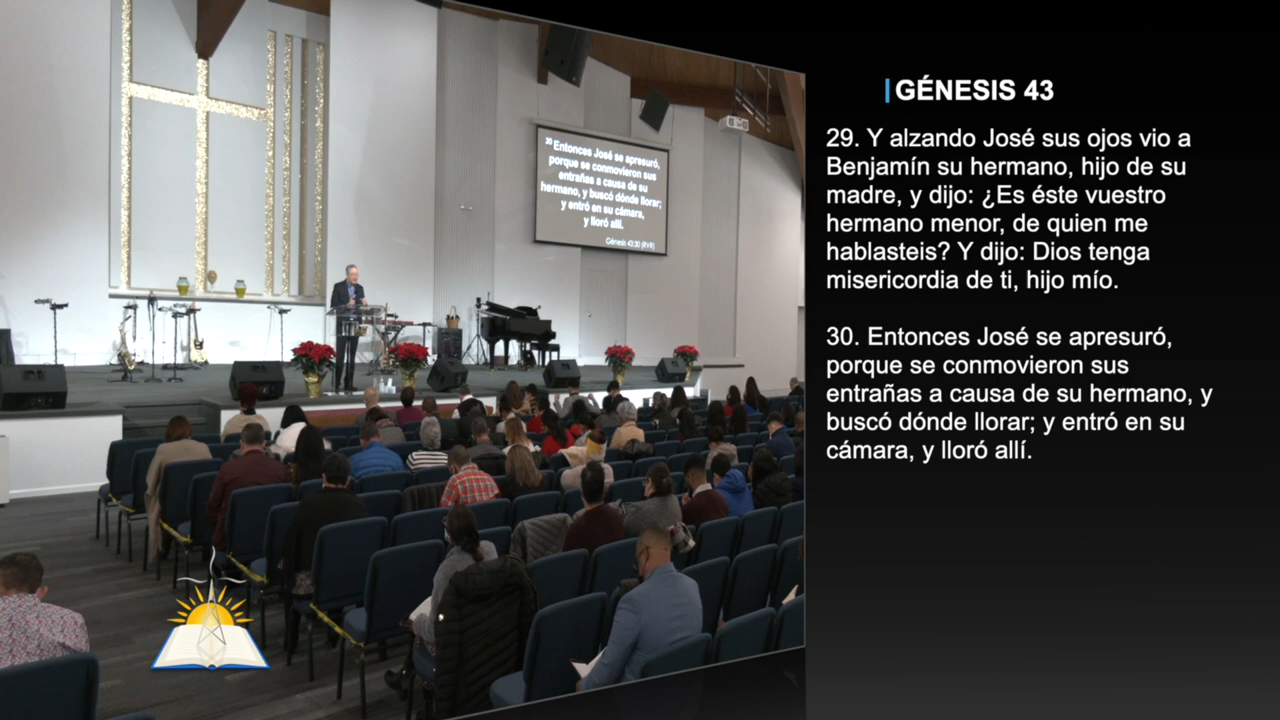 GÉNESIS 43
29. Y alzando José sus ojos vio a
Benjamín su hermano, hijo de su
madre, y dijo: ¿Es éste vuestro
hermano menor, de quien me
hablasteis? Y dijo: Dios tenga
misericordia de ti, hijo mío.
30. Entonces José se apresuró,
porque se conmovieron sus
entrañas a causa de su hermano, y
buscó dónde llorar; y entró en su
cámara, y lloró allí.
30 Entonces José se apresuró,
porque se conmovieron sus
entrañas a causa de su
hermano, y buscó dónde llorar;
y entró en su cámara,
y lloró allí.
Génesis 43:30 (RVR)